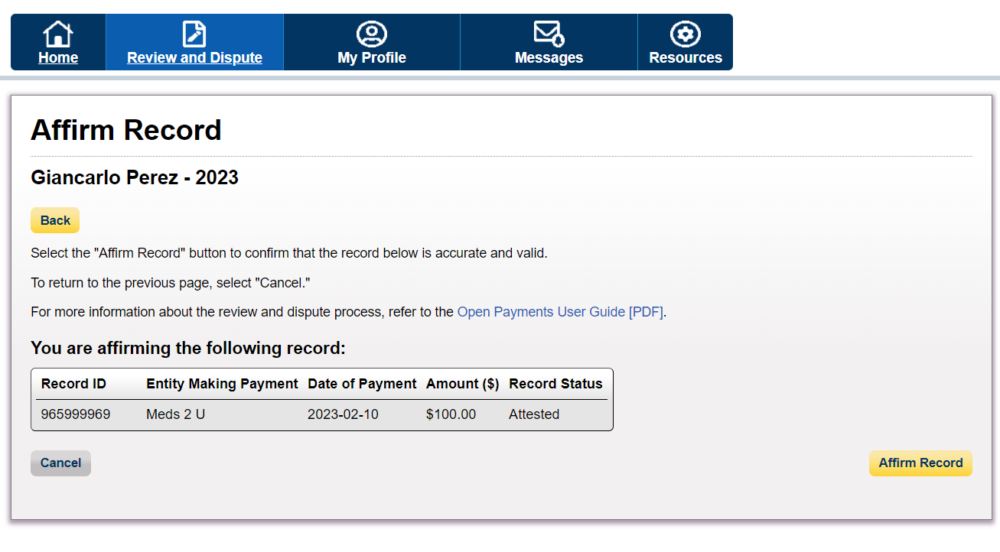 Home Review and Dispute My Profile Messages Resources
Affirm Record
Giancarlo Perez - 2023
Back
Select the "Affirm Record" button to confirm that the record below is accurate and valid.
To return to the previous page, select "Cancel."
For more information about the review and dispute process, refer to the Open Payments User Guide [PDF].
You are affirming the following record:
Record ID Entity Making Payment Date of Payment Amount ($) Record Status
965999969 Meds 2 U 2023-02-10 $100.00 Attested
Cancel Affirm Record